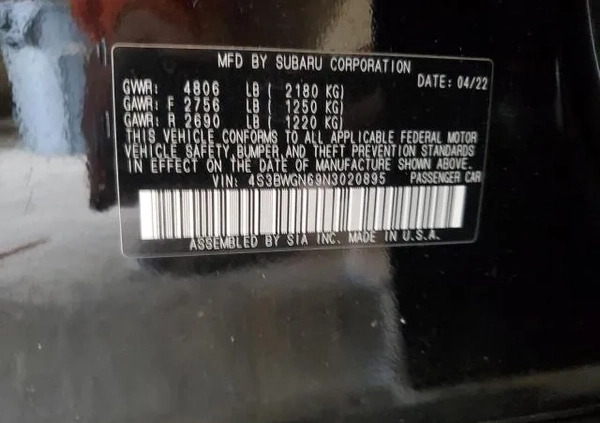 MFD BY SUBARU CORPORATION
DATE: 04/22
GVWR: 4806 LB ( 2180 KG)
GAWR: F 2756 LB ( 1250 KG)
GAWR: R 2690 LB ( 1220 KG)
THIS VEHICLE CONFORMS TO ALL APPLICABLE FEDERAL MOTOR
VEHICLE SAFETY, BUMPER, AND THEFT PREVENTION STANDARDS
IN EFFECT ON THE DATE OF MANUFACTURE SHOWN ABOVE.
VIN: 4S3BWGN69N3020895 PASSENGER CAR
ASSEMBLED BY SIA INC. MADE IN U.S.A.